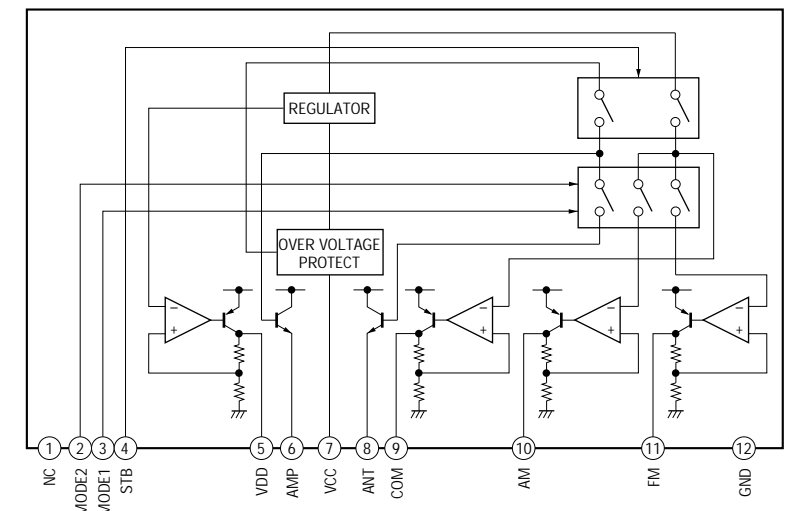 REGULATOR
OVER VOLTAGE
PROTECT
− − − −
+ + + +
1 2 3 4 5 6 7 8 9 10 11 12
NC
MODE2
MODE1
STB
VDD
AMP
VCC
ANT
COM
AM
FM
GND